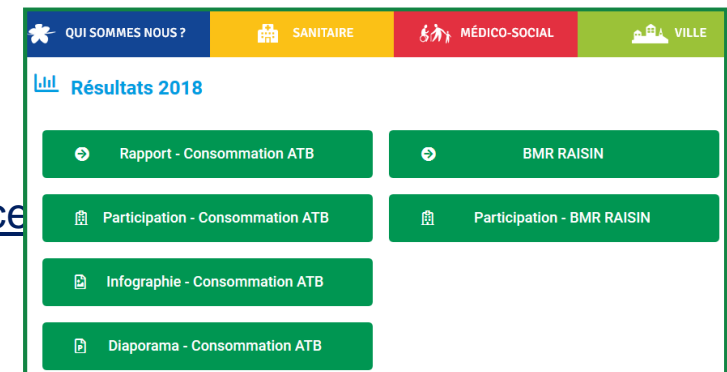 QUI SOMMES NOUS ? SANITAIRE MÉDICO-SOCIAL VILLE
Résultats 2018
Rapport - Consommation ATB BMR RAISIN
ce Participation - Consommation ATB Participation - BMR RAISIN
Infographie - Consommation ATB
Diaporama - Consommation ATB